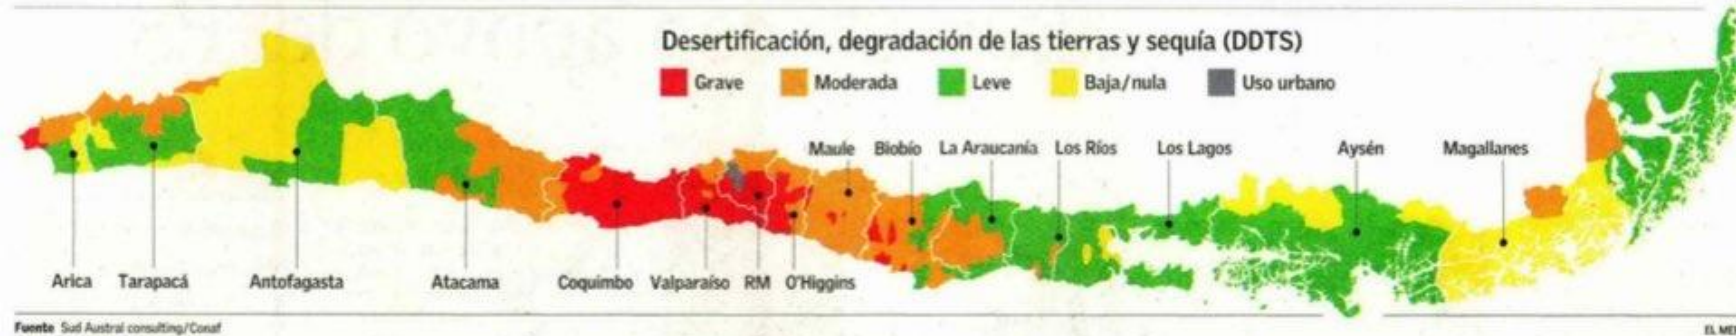 Desertificación, degradación de las tierras y sequía (DDTS)
Grave Moderada Leve Baja/nula Uso urbano
Maule Biobío La Araucanía Los Ríos Los Lagos Aysén Magallanes
Arica Tarapacá Antofagasta Atacama Coquimbo Valparaíso RM O'Higgins
Fuente Sud Austral consulting/Conaf
EL